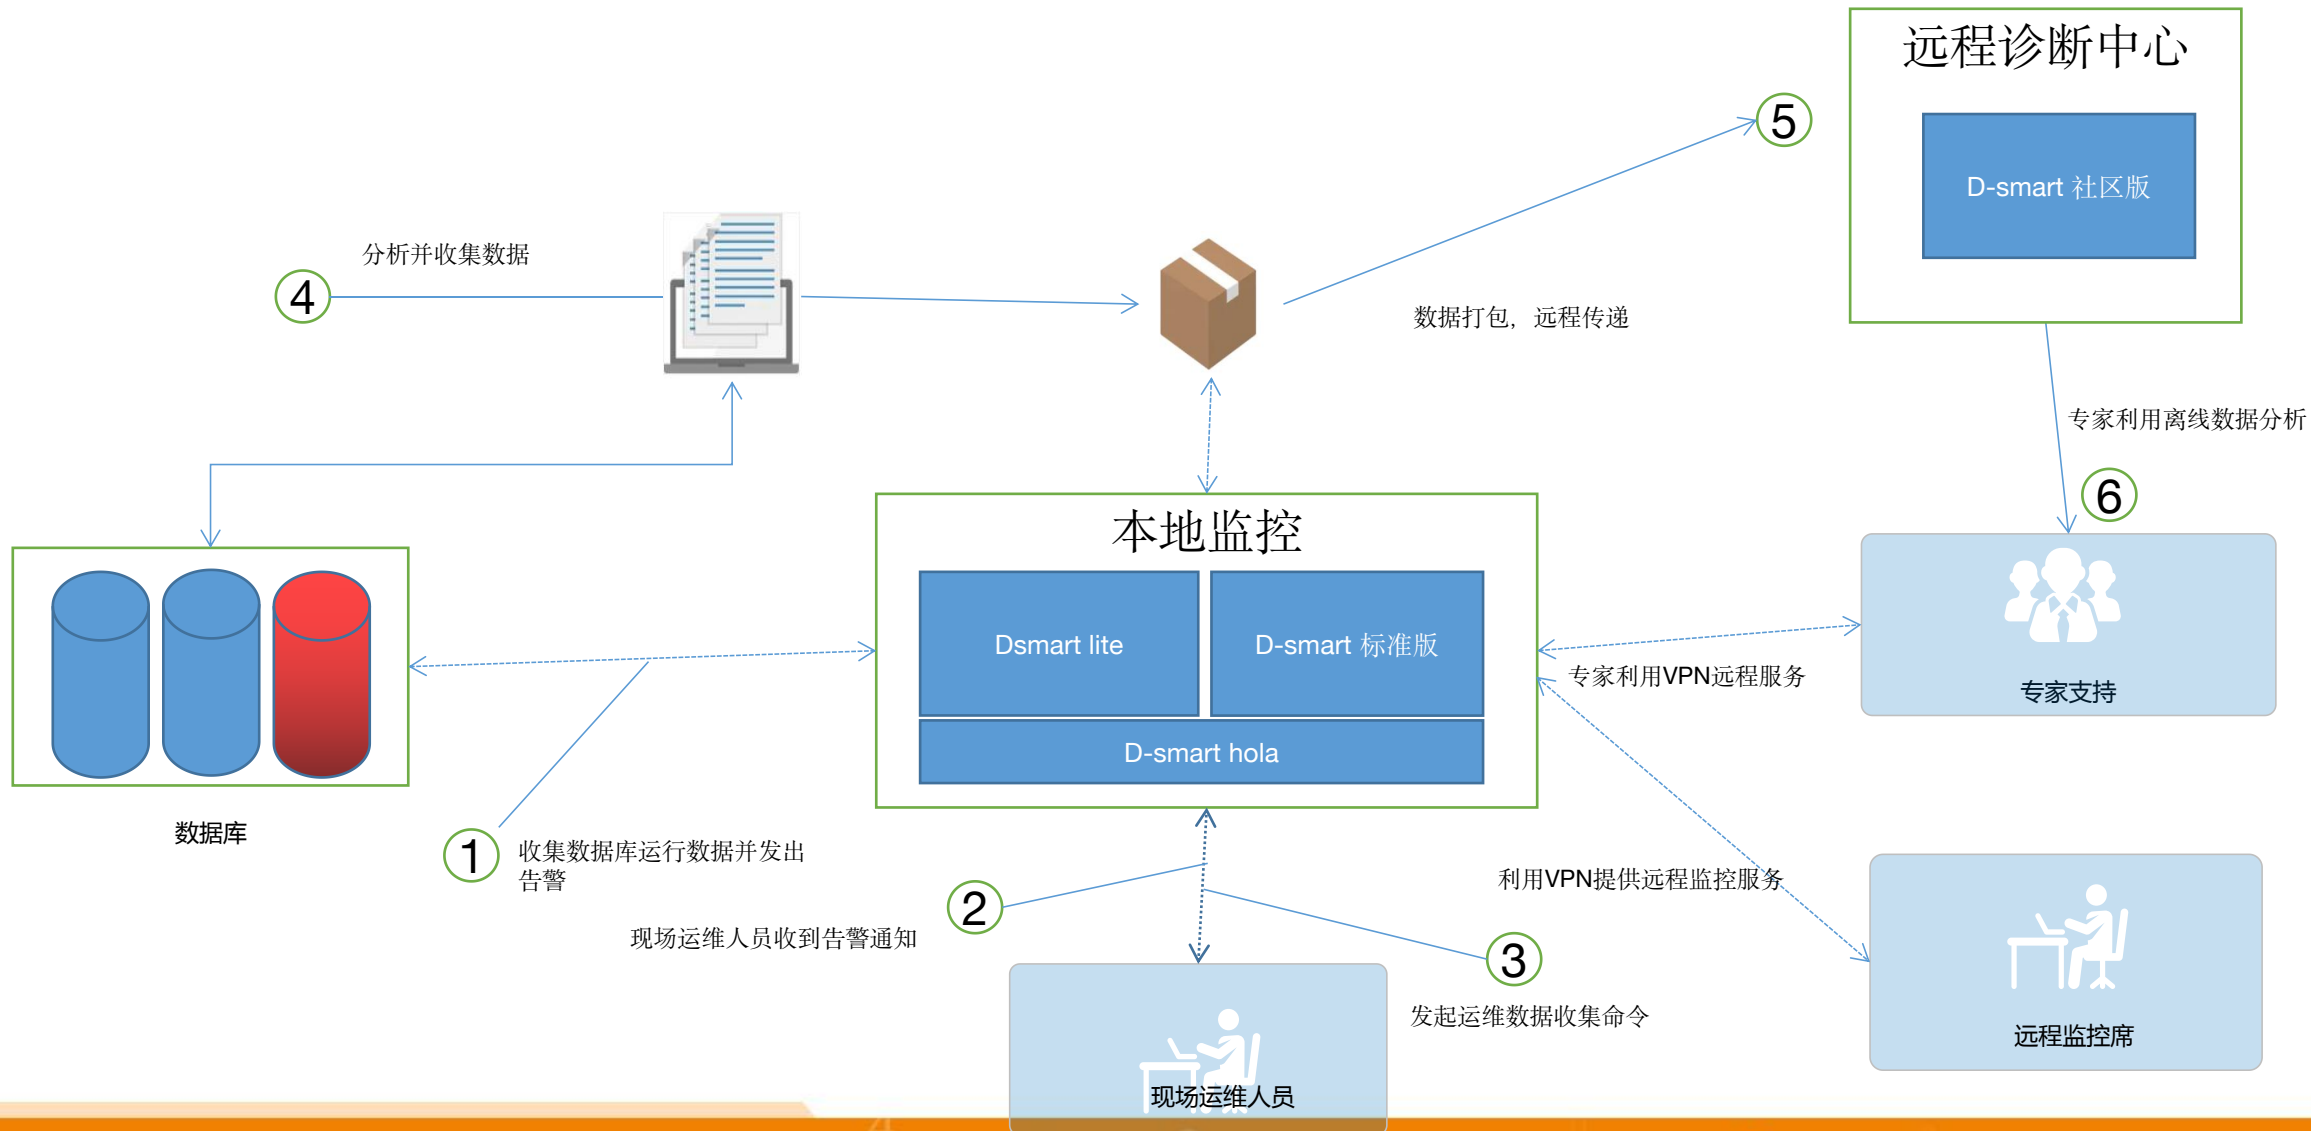 远程诊断中心
⑤
D-smart 社区版
分析并收集数据
④
数据打包，远程传递
专家利用离线数据分析
⑥
本地监控
Dsmart lite
D-smart 标准版
D-smart hola
专家利用VPN远程服务
专家支持
数据库
①
收集数据库运行数据并发出
告警
②
现场运维人员收到告警通知
利用VPN提供远程监控服务
③
发起运维数据收集命令
远程监控席
现场运维人员